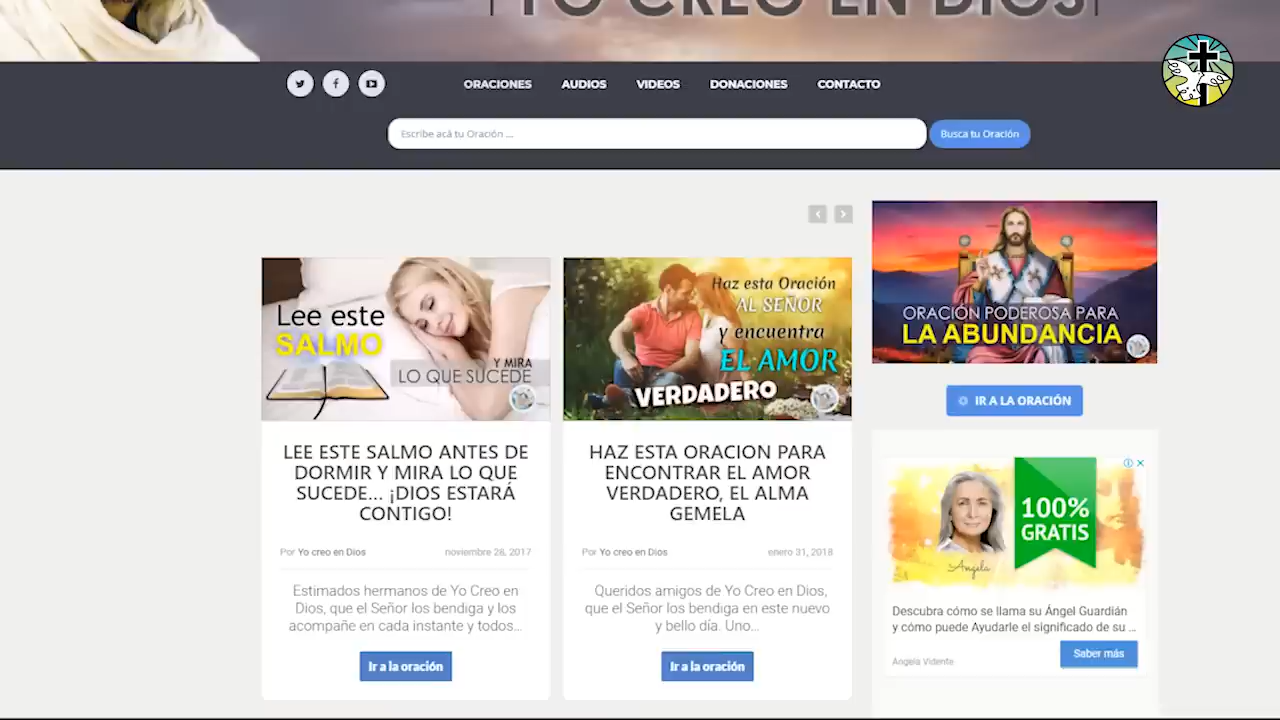 YO CREO EN DIOS
ORACIONES AUDIOS VIDEOS DONACIONES CONTACTO
Escribe acá tu Oración ...
Busca tu Oración
Lee este
SALMO
Y MIRA
LO QUE SUCEDE
LEE ESTE SALMO ANTES DE
DORMIR Y MIRA LO QUE
SUCEDE... ¡DIOS ESTARÁ
CONTIGO!
Por Yo creo en Dios noviembre 28, 2017
Estimados hermanos de Yo Creo en
Dios, que el Señor los bendiga y los
acompañe en cada instante y todos...
Ir a la oración
Haz esta Oración
AL SEÑOR
y encuentra
EL AMOR
VERDADERO
HAZ ESTA ORACION PARA
ENCONTRAR EL AMOR
VERDADERO, EL ALMA
GEMELA
Por Yo creo en Dios enero 31, 2018
Queridos amigos de Yo Creo en Dios,
que el Señor los bendiga en este nuevo
y bello día. Uno...
Ir a la oración
ORACIÓN PODEROSA PARA
LA ABUNDANCIA
IR A LA ORACIÓN
100%
GRATIS
Angela
Descubra cómo se llama su Ángel Guardián
y cómo puede Ayudarle el significado de su ...
Angela Vidente
Saber más